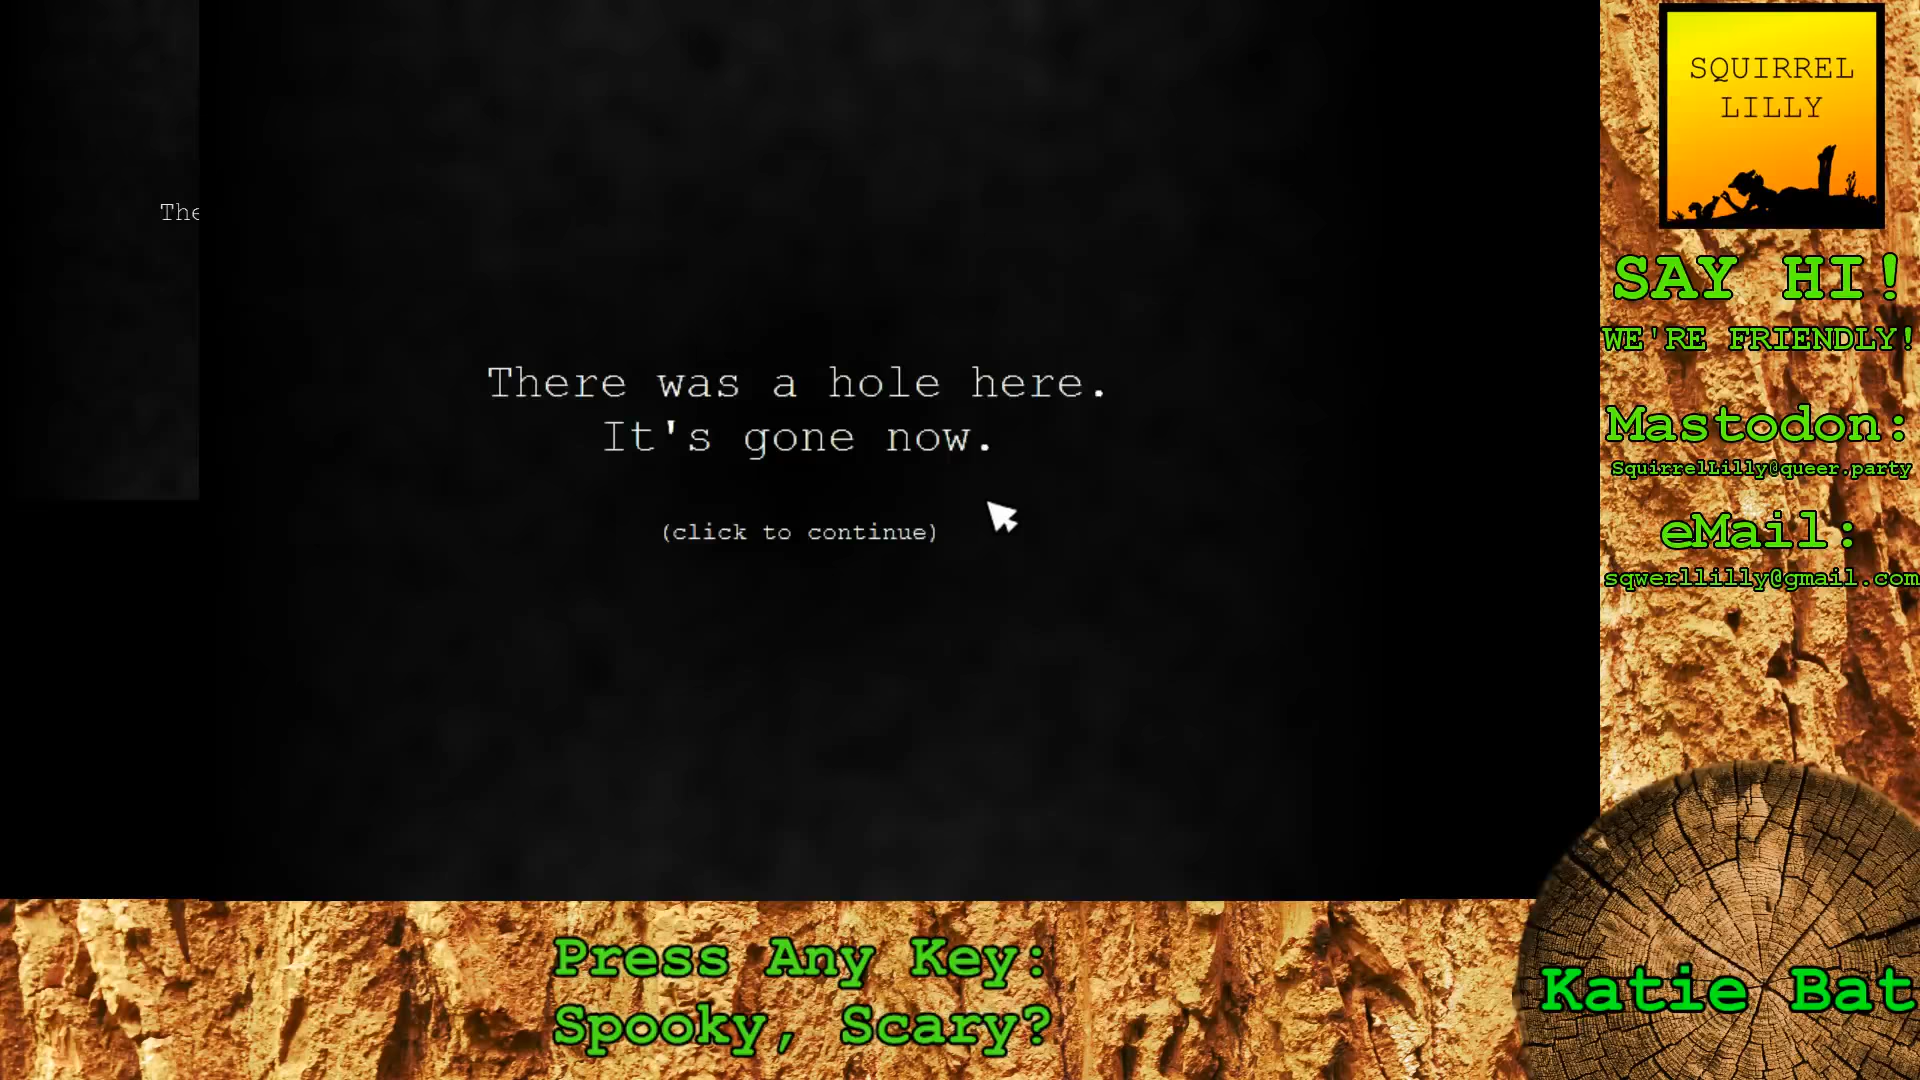 The
There was a hole here.
It's gone now.
(click to continue)
SQUIRREL
LILLY
SAY HI!
WE'RE FRIENDLY!
Mastodon:
SquirrelLilly@queer.party
eMail:
sqwerllilly@gmail.com
Press Any Key:
Spooky, Scary?
Katie Bat